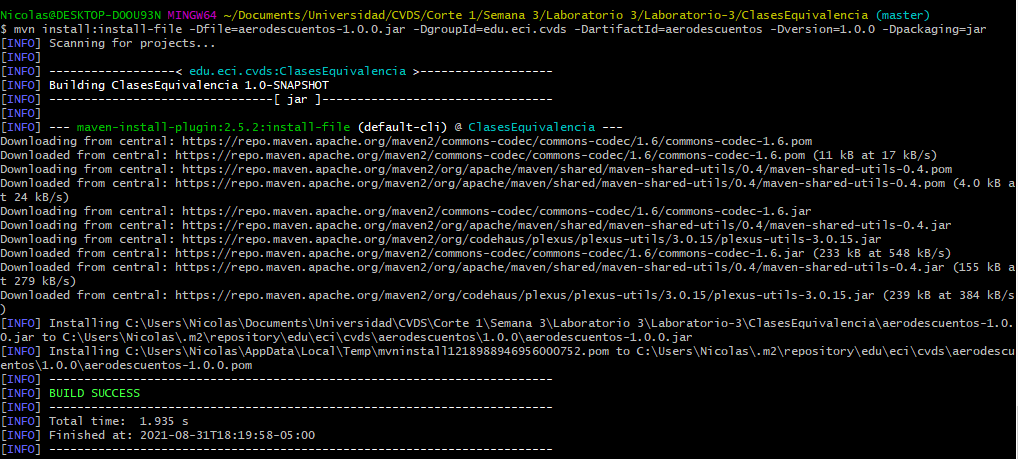 Nicolas@DESKTOP-DOOU93N MINGW64 ~/Documents/Universidad/CVDS/Corte 1/Semana 3/Laboratorio 3/Laboratorio-3/ClasesEquivalencia (master)
$ mvn install:install-file -Dfile=aerodescuentos-1.0.0.jar -DgroupId=edu.eci.cvds -DartifactId=aerodescuentos -Dversion=1.0.0 -Dpackaging=jar
[INFO] Scanning for projects...
[INFO]
[INFO] ------------------< edu.eci.cvds:ClasesEquivalencia >-------------------
[INFO] Building ClasesEquivalencia 1.0-SNAPSHOT
[INFO] --------------------------------[ jar ]---------------------------------
[INFO]
[INFO] --- maven-install-plugin:2.5.2:install-file (default-cli) @ ClasesEquivalencia ---
Downloading from central: https://repo.maven.apache.org/maven2/commons-codec/commons-codec/1.6/commons-codec-1.6.pom
Downloaded from central: https://repo.maven.apache.org/maven2/commons-codec/commons-codec/1.6/commons-codec-1.6.pom (11 kB at 17 kB/s)
Downloading from central: https://repo.maven.apache.org/maven2/org/apache/maven/shared/maven-shared-utils/0.4/maven-shared-utils-0.4.pom
Downloaded from central: https://repo.maven.apache.org/maven2/org/apache/maven/shared/maven-shared-utils/0.4/maven-shared-utils-0.4.pom (4.0 kB a
t 24 kB/s)
Downloading from central: https://repo.maven.apache.org/maven2/commons-codec/commons-codec/1.6/commons-codec-1.6.jar
Downloading from central: https://repo.maven.apache.org/maven2/org/apache/maven/shared/maven-shared-utils/0.4/maven-shared-utils-0.4.jar
Downloading from central: https://repo.maven.apache.org/maven2/org/codehaus/plexus/plexus-utils/3.0.15/plexus-utils-3.0.15.jar
Downloaded from central: https://repo.maven.apache.org/maven2/commons-codec/commons-codec/1.6/commons-codec-1.6.jar (233 kB at 548 kB/s)
Downloaded from central: https://repo.maven.apache.org/maven2/org/apache/maven/shared/maven-shared-utils/0.4/maven-shared-utils-0.4.jar (155 kB a
t 279 kB/s)
Downloaded from central: https://repo.maven.apache.org/maven2/org/codehaus/plexus/plexus-utils/3.0.15/plexus-utils-3.0.15.jar (239 kB at 384 kB/s
)
[INFO] Installing C:\Users\Nicolas\Documents\Universidad\CVDS\Corte 1\Semana 3\Laboratorio 3\Laboratorio-3\ClasesEquivalencia\aerodescuentos-1.0.
0.jar to C:\Users\Nicolas\.m2\repository\edu\eci\cvds\aerodescuentos\1.0.0\aerodescuentos-1.0.0.jar
[INFO] Installing C:\Users\Nicolas\AppData\Local\Temp\mvninstall1218988946956000752.pom to C:\Users\Nicolas\.m2\repository\edu\eci\cvds\aerodescu
entos\1.0.0\aerodescuentos-1.0.0.pom
[INFO] ------------------------------------------------------------------------
[INFO] BUILD SUCCESS
[INFO] ------------------------------------------------------------------------
[INFO] Total time:  1.935 s
[INFO] Finished at: 2021-08-31T18:19:58-05:00
[INFO] ------------------------------------------------------------------------